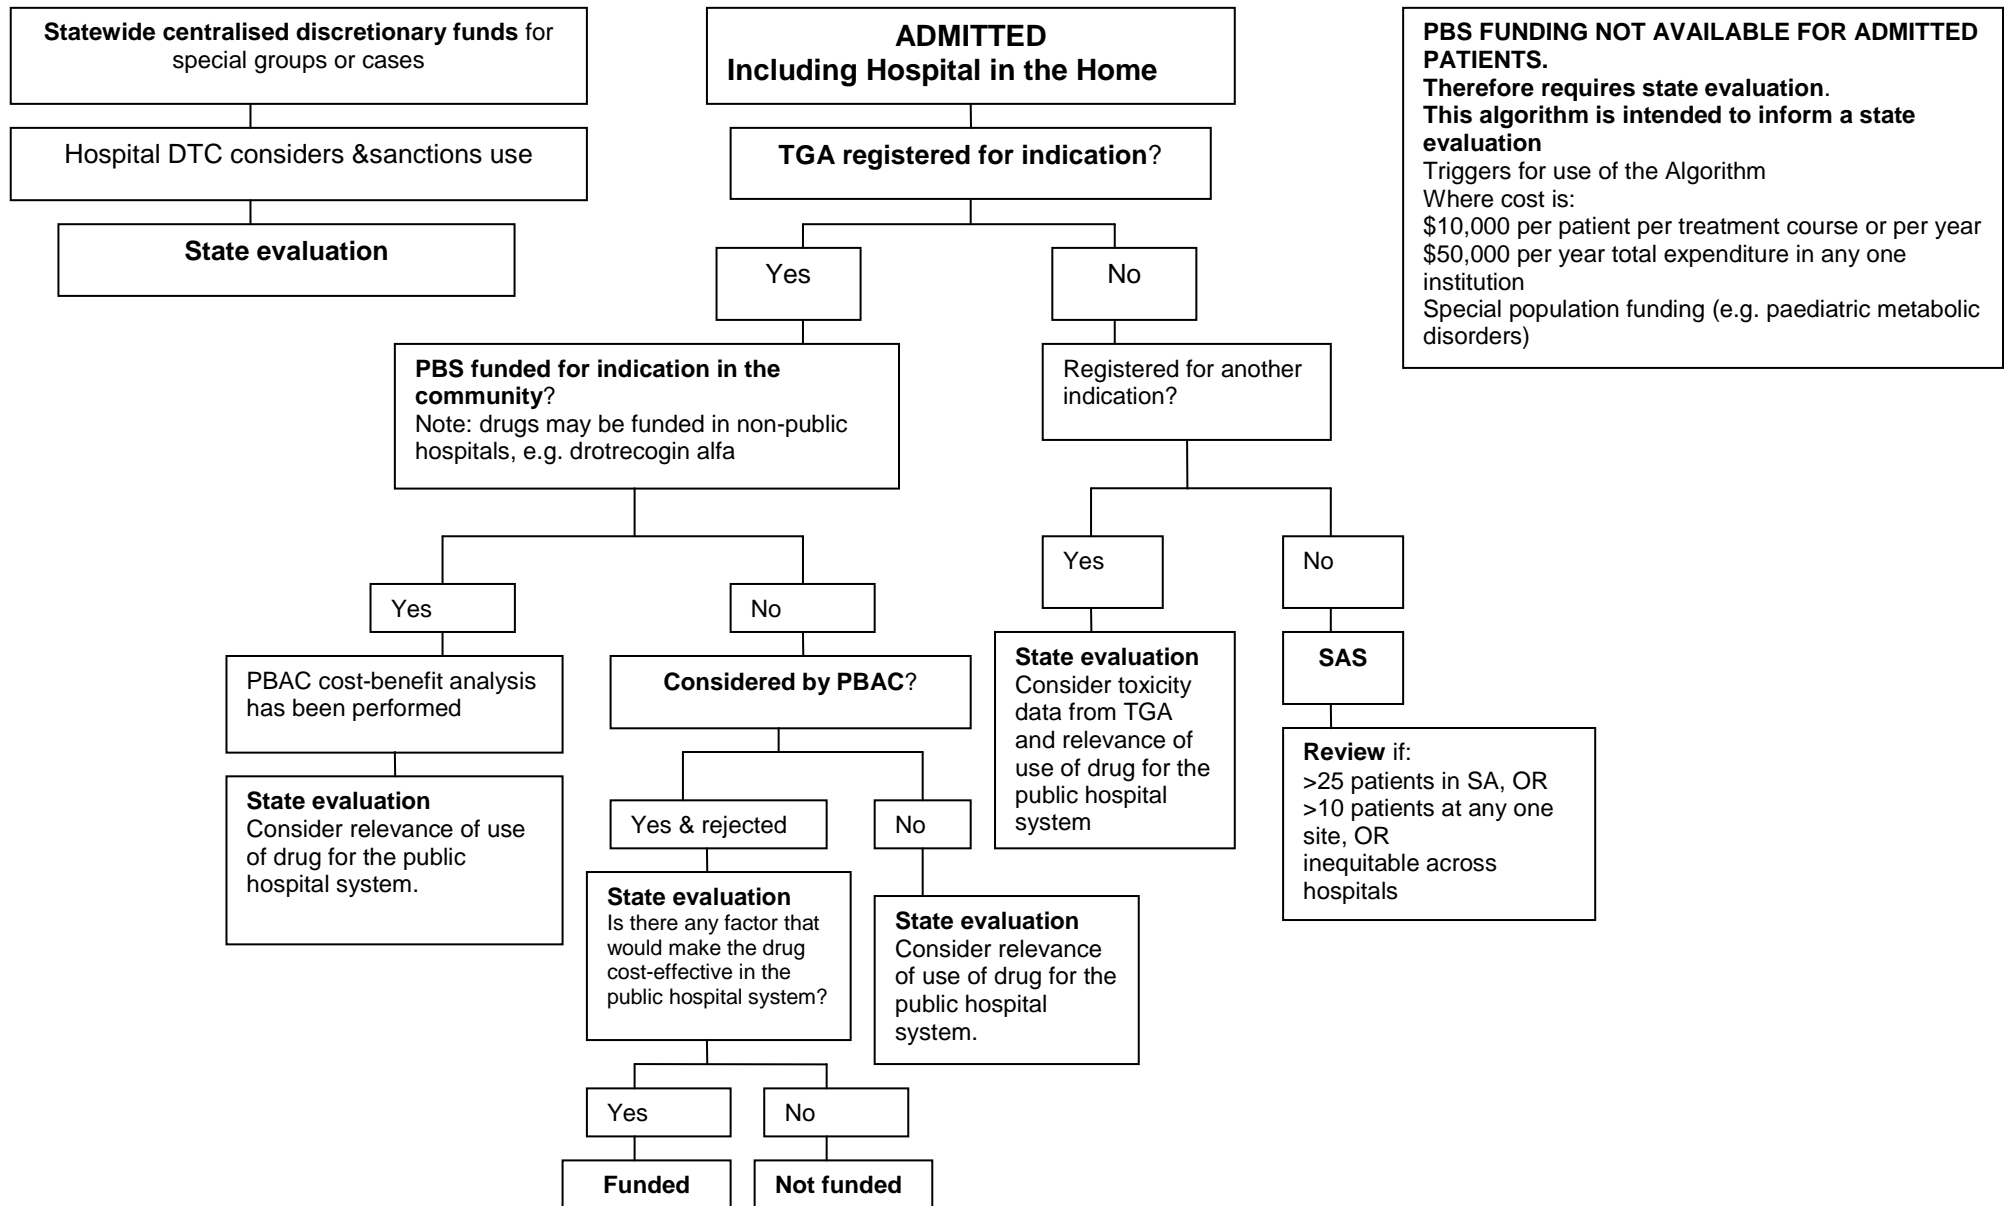 Statewide centralised discretionary funds for
special groups or cases
Hospital DTC considers &sanctions use
State evaluation
ADMITTED
Including Hospital in the Home
TGA registered for indication?
PBS FUNDING NOT AVAILABLE FOR ADMITTED
PATIENTS.
Therefore requires state evaluation.
This algorithm is intended to inform a state
evaluation
Triggers for use of the Algorithm
Where cost is:
$10,000 per patient per treatment course or per year
$50,000 per year total expenditure in any one
institution
Special population funding (e.g. paediatric metabolic
disorders)
Yes
No
PBS funded for indication in the
community?
Note: drugs may be funded in non-public
hospitals, e.g. drotrecogin alfa
Registered for another
indication?
Yes
No
Yes
No
PBAC cost-benefit analysis
has been performed
Considered by PBAC?
State evaluation
Consider toxicity
data from TGA
and relevance of
use of drug for the
public hospital
system
SAS
Review if:
>25 patients in SA, OR
>10 patients at any one
site, OR
inequitable across
hospitals
State evaluation
Consider relevance of use
of drug for the public
hospital system.
Yes & rejected
No
State evaluation
Is there any factor that
would make the drug
cost-effective in the
public hospital system?
State evaluation
Consider relevance
of use of drug for the
public hospital
system.
Yes
No
Funded
Not funded